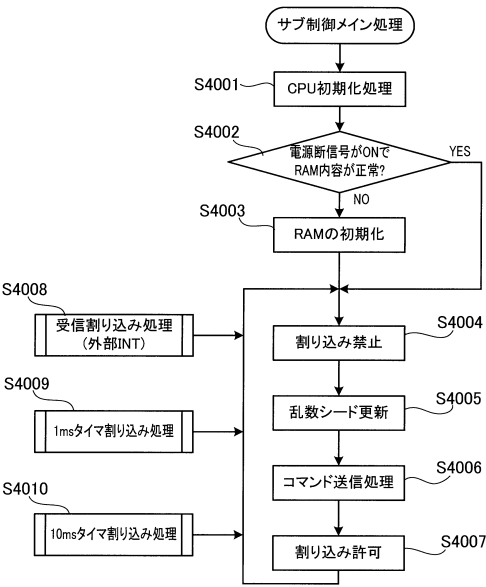 サブ制御メイン処理
S4001
CPU初期化処理
S4002
電源断信号がONで
RAM内容が正常?
YES
NO
S4003
RAMの初期化
S4008
受信割り込み処理
(外部INT)
S4004
割り込み禁止
S4009
1msタイマ割り込み処理
S4005
乱数シード更新
S4006
コマンド送信処理
S4010
10msタイマ割り込み処理
S4007
割り込み許可